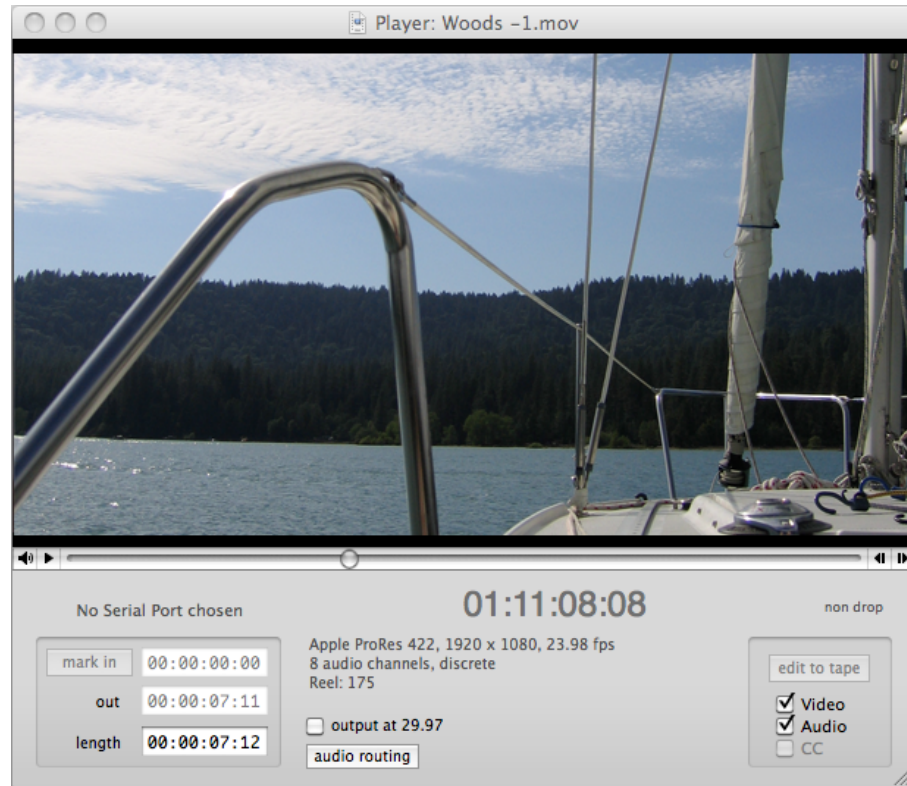 Player: Woods -1.mov
No Serial Port chosen
01:11:08:08
non drop
mark in 00:00:00:00
out 00:00:07:11
length 00:00:07:12
Apple ProRes 422, 1920 x 1080, 23.98 fps
8 audio channels, discrete
Reel: 175
output at 29.97
audio routing
edit to tape
Video
Audio
CC